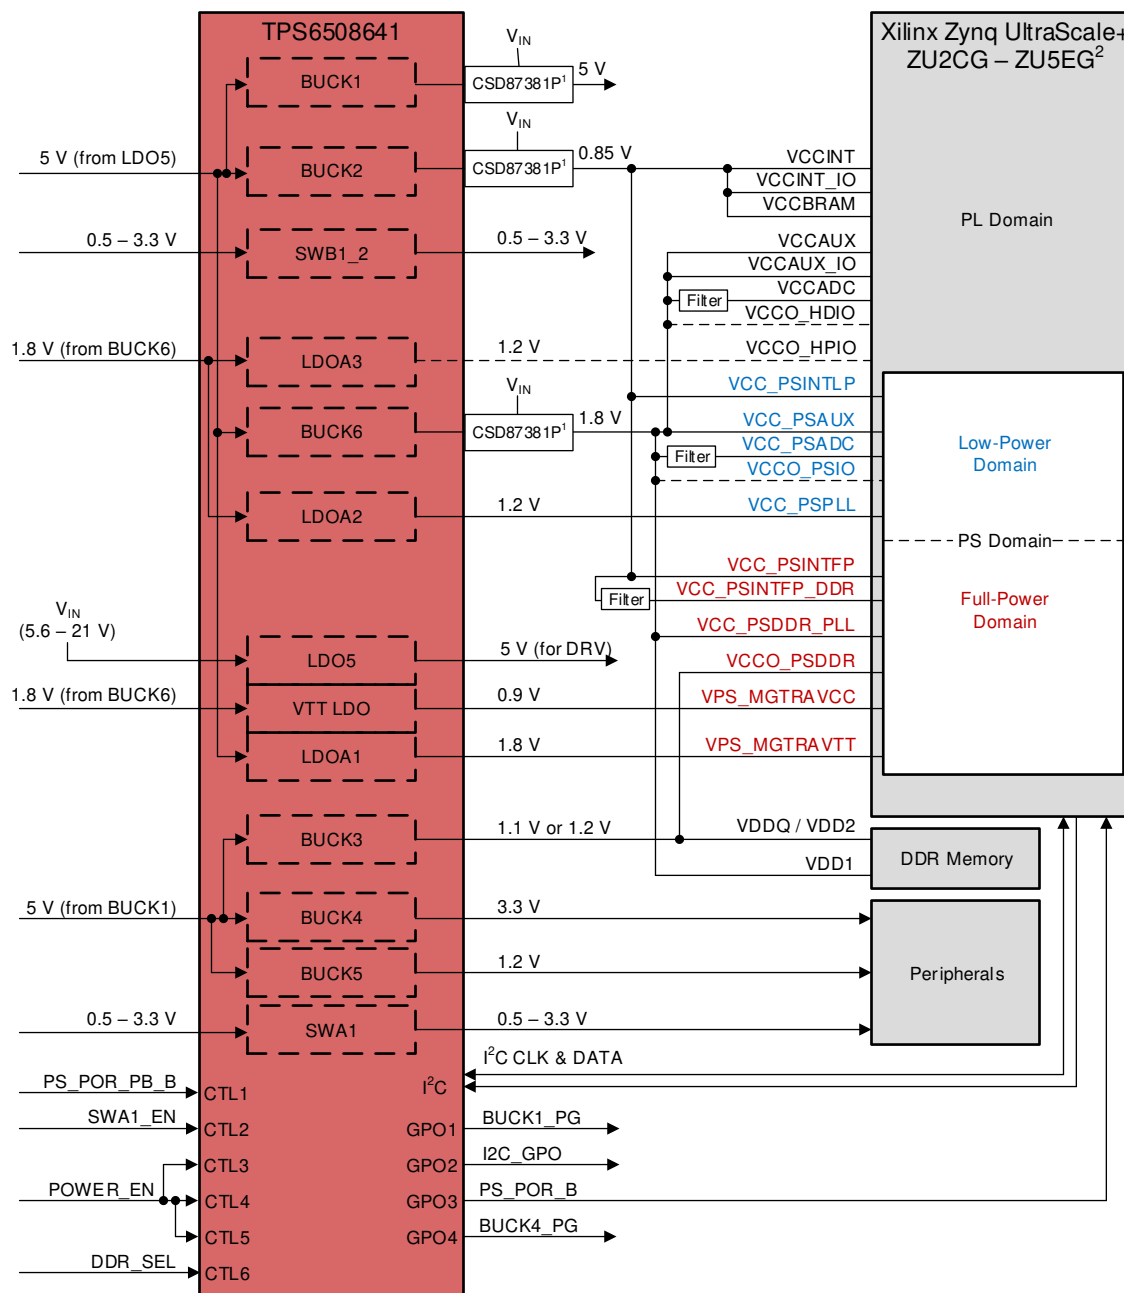 TPS6508641
Xilinx Zynq UltraScale+
ZU2CG – ZU5EG²
V_IN
BUCK1
CSD87381P¹
5 V
V_IN
5 V (from LDO5)
BUCK2
CSD87381P¹
0.85 V
VCCINT
VCCINT_IO
VCCBRAM
PL Domain
0.5 – 3.3 V
SWB1_2
0.5 – 3.3 V
VCCAUX
VCCAUX_IO
Filter
VCCADC
VCCO_HDIO
1.8 V (from BUCK6)
LDOA3
1.2 V
VCCO_HPIO
V_IN
VCC_PSINTLP
BUCK6
CSD87381P¹
1.8 V
VCC_PSAUX
Filter
VCC_PSADC
VCCO_PSIO
Low-Power
Domain
LDOA2
1.2 V
VCC_PSPLL
PS Domain
VCC_PSINTFP
Filter
VCC_PSINTFP_DDR
Full-Power
Domain
V_IN
(5.6 – 21 V)
VCC_PSDDR_PLL
LDO5
5 V (for DRV)
VCCO_PSDDR
1.8 V (from BUCK6)
VTT LDO
0.9 V
VPS_MGTRAVCC
LDOA1
1.8 V
VPS_MGTRAVTT
BUCK3
1.1 V or 1.2 V
VDDQ / VDD2
VDD1
DDR Memory
5 V (from BUCK1)
BUCK4
3.3 V
BUCK5
1.2 V
Peripherals
0.5 – 3.3 V
SWA1
0.5 – 3.3 V
I²C CLK & DATA
I²C
PS_POR_PB_B
CTL1
SWA1_EN
CTL2
GPO1
BUCK1_PG
CTL3
GPO2
I2C_GPO
POWER_EN
CTL4
GPO3
PS_POR_B
CTL5
GPO4
BUCK4_PG
DDR_SEL
CTL6